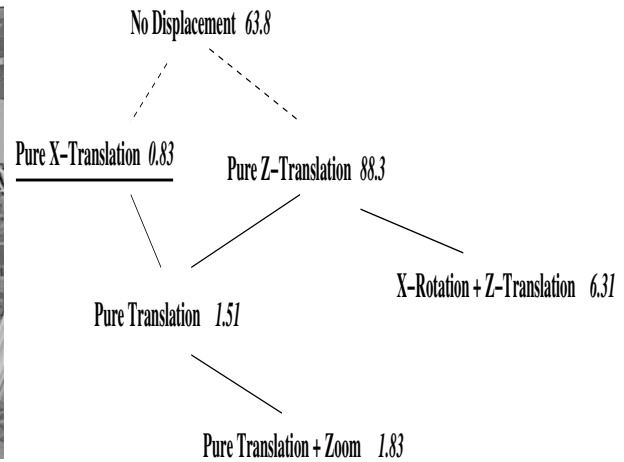 No Displacement 63.8
Pure X–Translation 0.83
Pure Z–Translation 88.3
X–Rotation + Z–Translation 6.31
Pure Translation 1.51
Pure Translation + Zoom 1.83